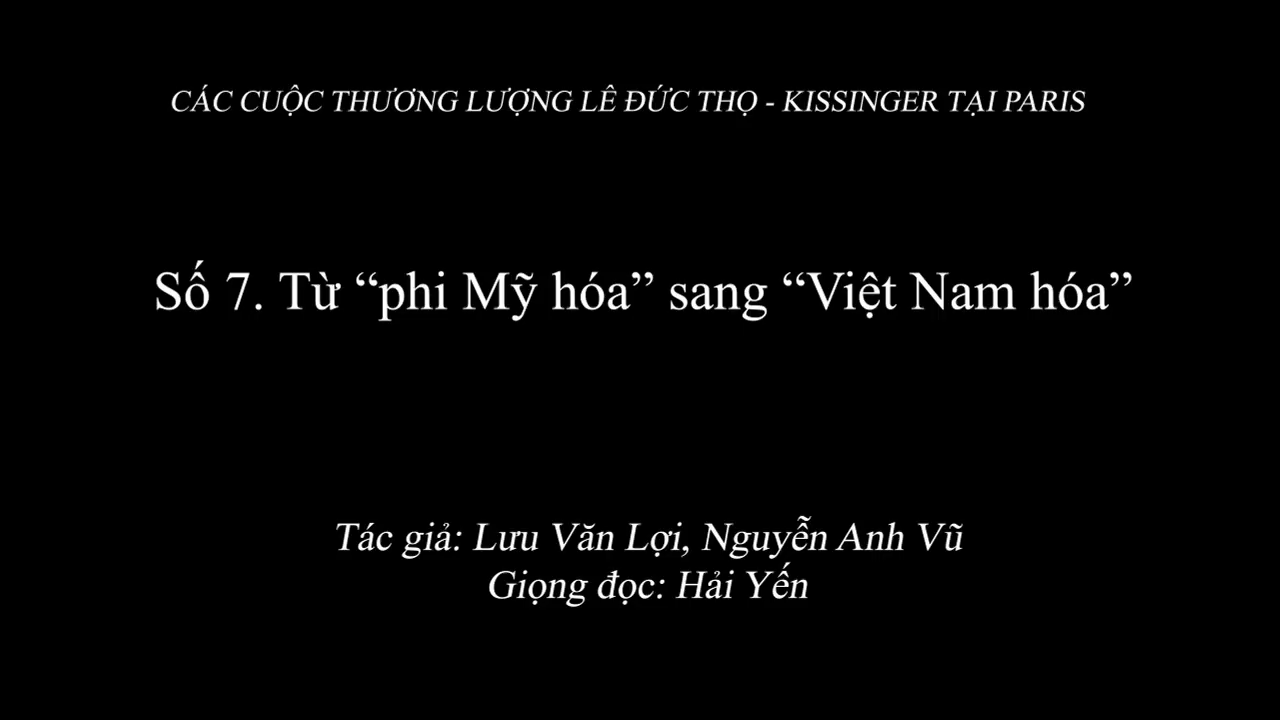 CÁC CUỘC THƯƠNG LƯỢNG LÊ ĐỨC THỌ - KISSINGER TẠI PARIS
Số 7. Từ “phi Mỹ hóa” sang “Việt Nam hóa”
Tác giả: Lưu Văn Lợi, Nguyễn Anh Vũ
Giọng đọc: Hải Yến